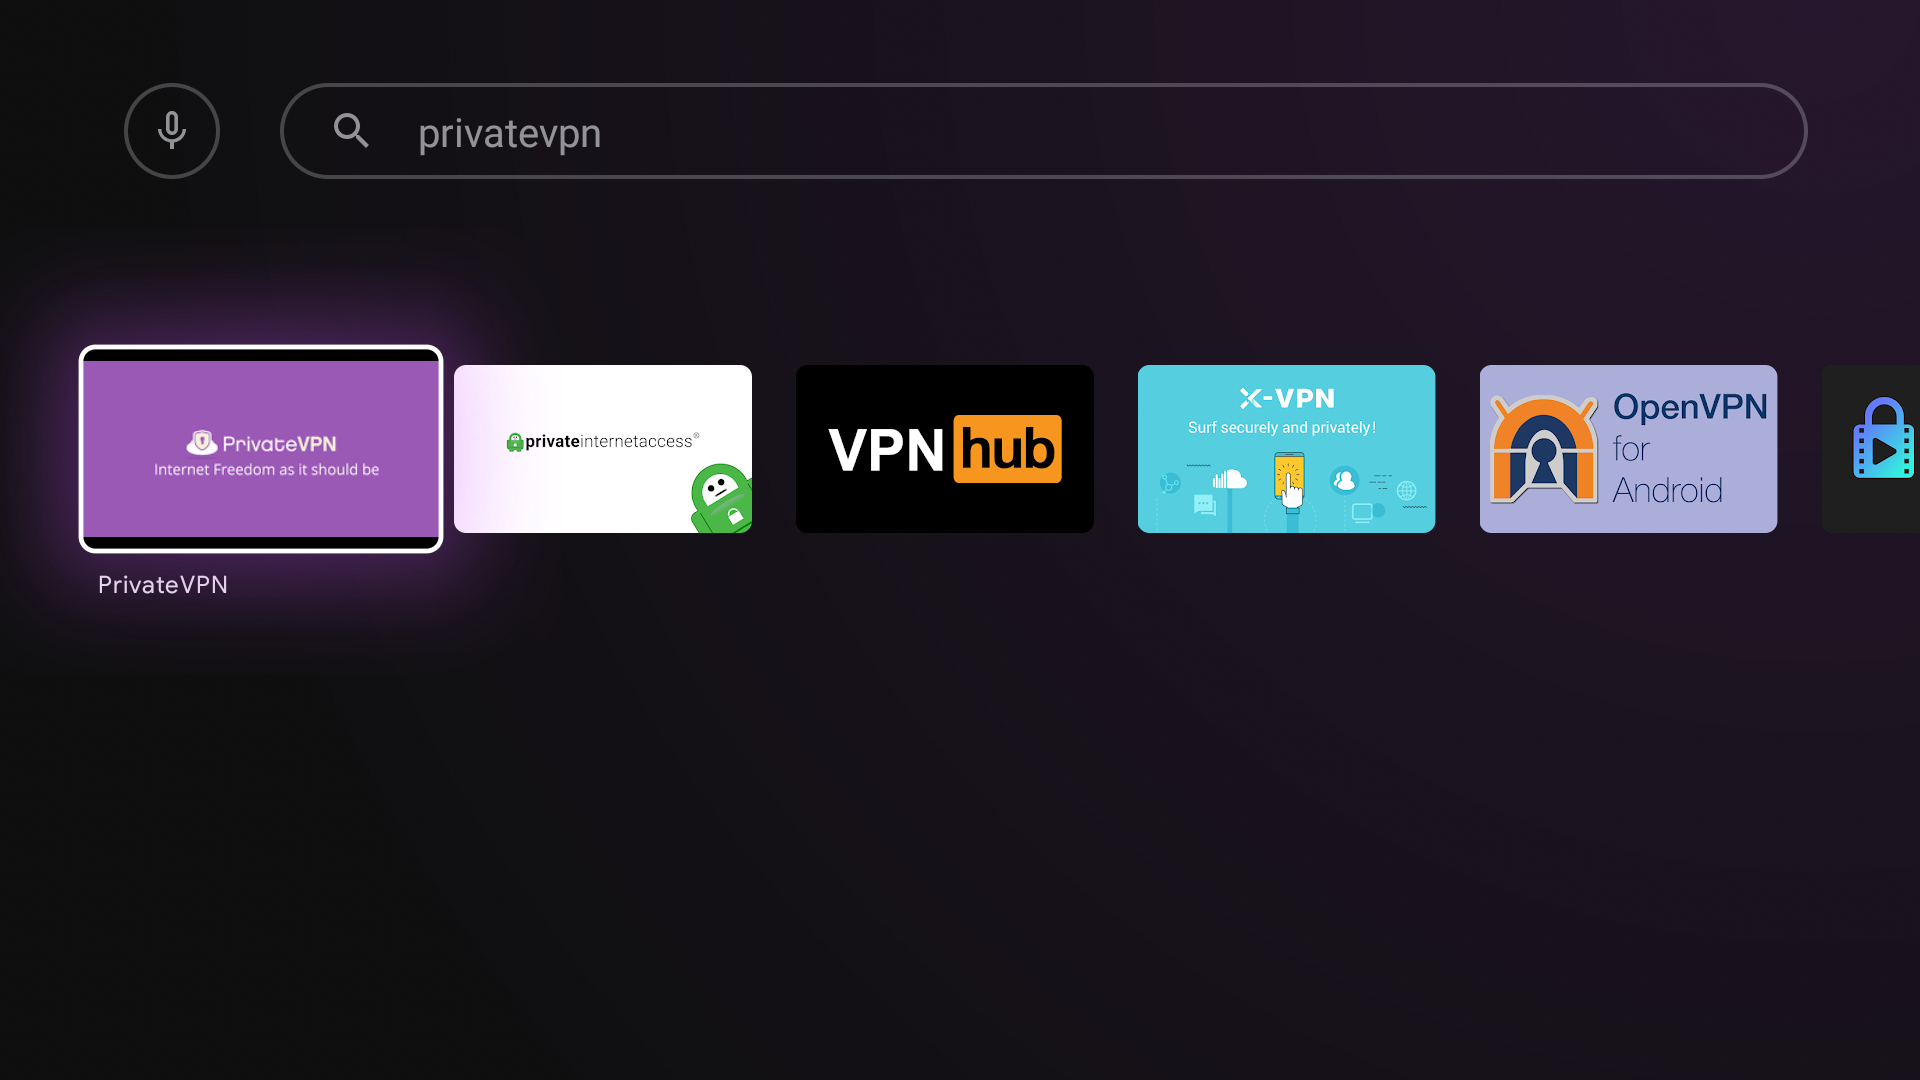 privatevpn
PrivateVPN
Internet Freedom as it should be
PrivateVPN
privateinternetaccess®
VPN hub
X-VPN
Surf securely and privately!
OpenVPN
for
Android